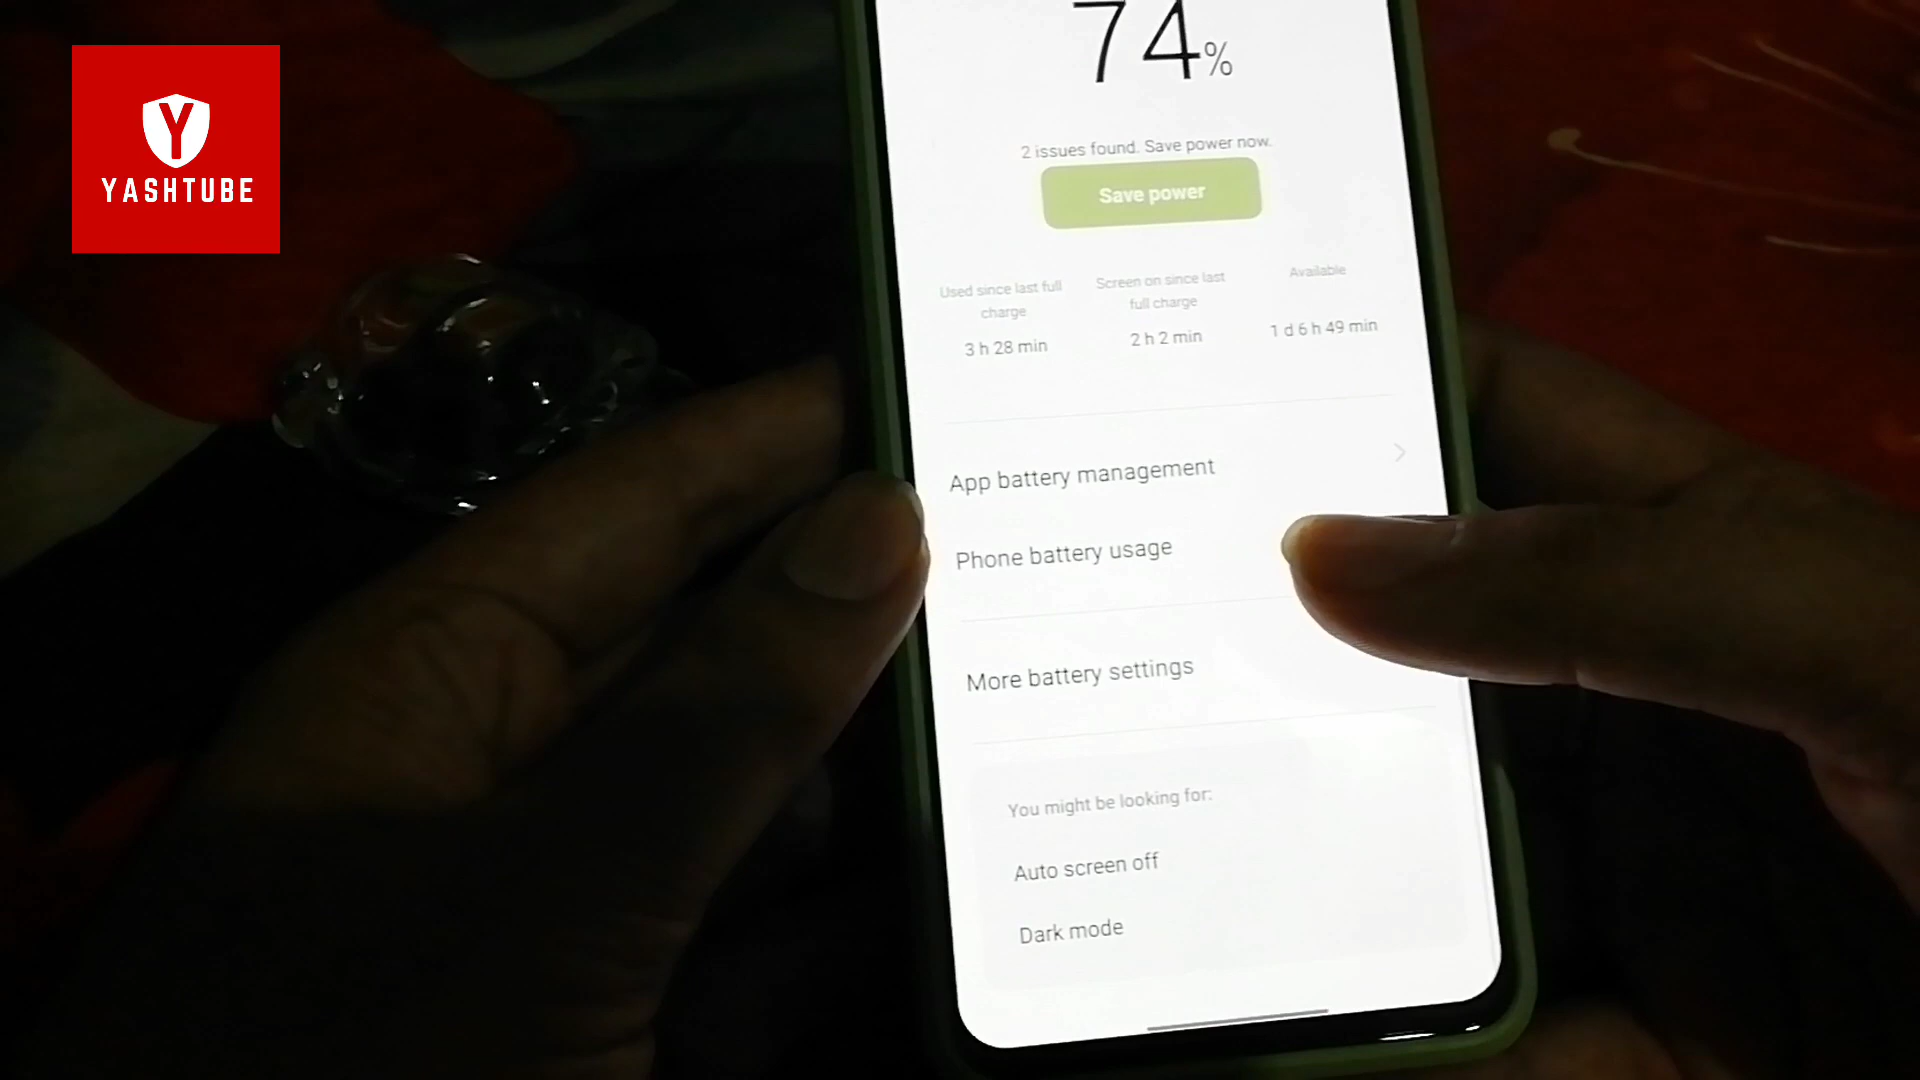 Y
YASHTUBE
74%
2 issues found. Save power now.
Save power
Used since last full
charge
3 h 28 min
Screen on since last
full charge
2 h 2 min
Available
1 d 6 h 49 min
App battery management
Phone battery usage
More battery settings
You might be looking for:
Auto screen off
Dark mode